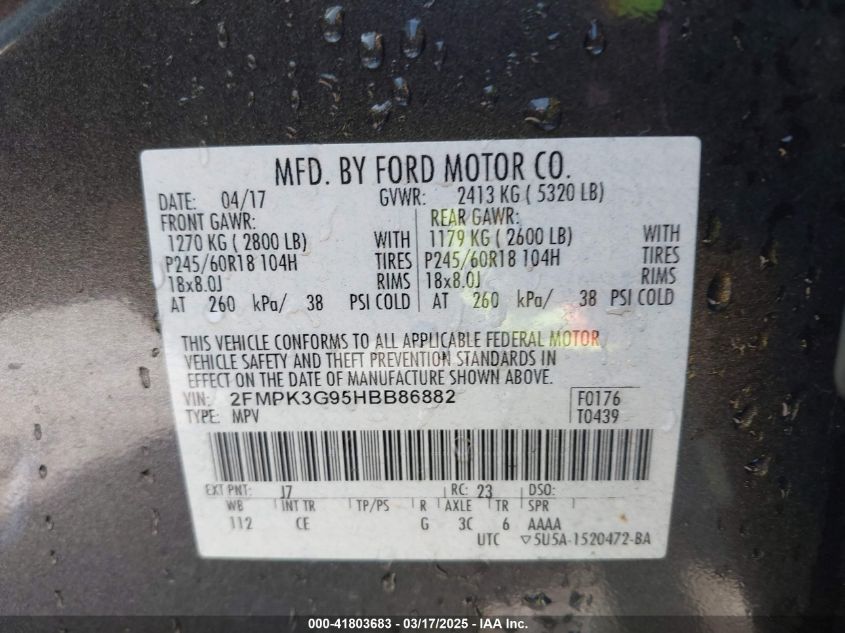 MFD. BY FORD MOTOR CO.
DATE: 04/17 GVWR: 2413 KG ( 5320 LB)
FRONT GAWR: REAR GAWR:
1270 KG ( 2800 LB) WITH 1179 KG ( 2600 LB) WITH
P245/60R18 104H TIRES P245/60R18 104H TIRES
18x8.0J RIMS 18x8.0J RIMS
AT 260 kPa/ 38 PSI COLD AT 260 kPa/ 38 PSI COLD
THIS VEHICLE CONFORMS TO ALL APPLICABLE FEDERAL MOTOR
VEHICLE SAFETY AND THEFT PREVENTION STANDARDS IN
EFFECT ON THE DATE OF MANUFACTURE SHOWN ABOVE.
VIN: 2FMPK3G95HBB86882 F0176
TYPE: MPV T0439
EXT PNT: J7 RC: 23 DSO:
WB INT TR TP/PS R AXLE TR SPR
112 CE G 3C 6 AAAA
UTC ▽5U5A-1520472-BA
000-41803683 - 03/17/2025 - IAA Inc.